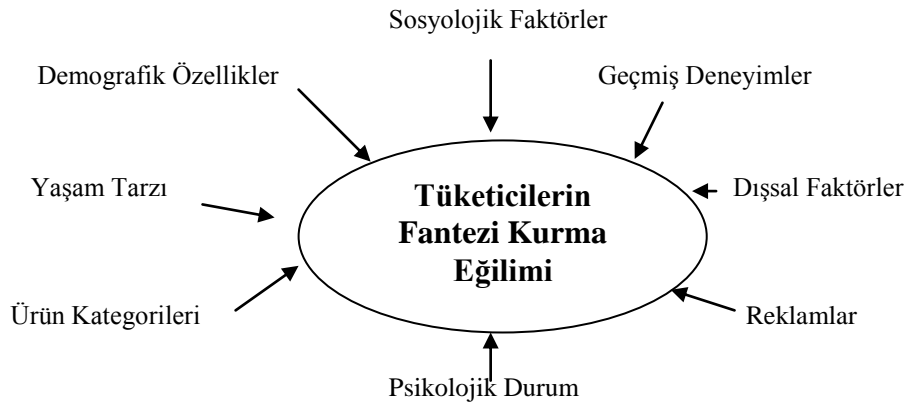 Sosyolojik Faktörler
Demografik Özellikler
Geçmiş Deneyimler
Yaşam Tarzı
Tüketicilerin
Fantezi Kurma
Eğilimi
Dışsal Faktörler
Ürün Kategorileri
Reklamlar
Psikolojik Durum